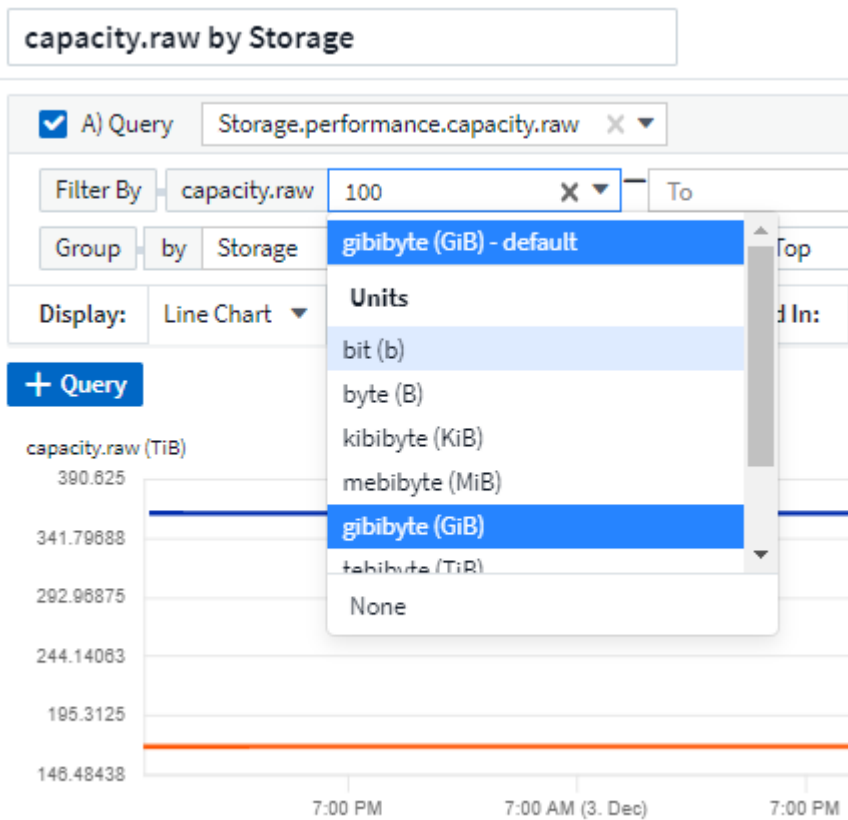 capacity.raw by Storage
A) Query Storage.performance.capacity.raw
Filter By capacity.raw 100 To
Group by Storage Top
gibibyte (GiB) - default
Units
Display: Line Chart d In:
bit (b)
+ Query
byte (B)
kibibyte (KiB)
mebibyte (MiB)
gibibyte (GiB)
tebibyte (TiB)
None
capacity.raw (TiB)
390.625
341.79688
292.96875
244.14063
195.3125
146.48438
7:00 PM 7:00 AM (3. Dec) 7:00 PM